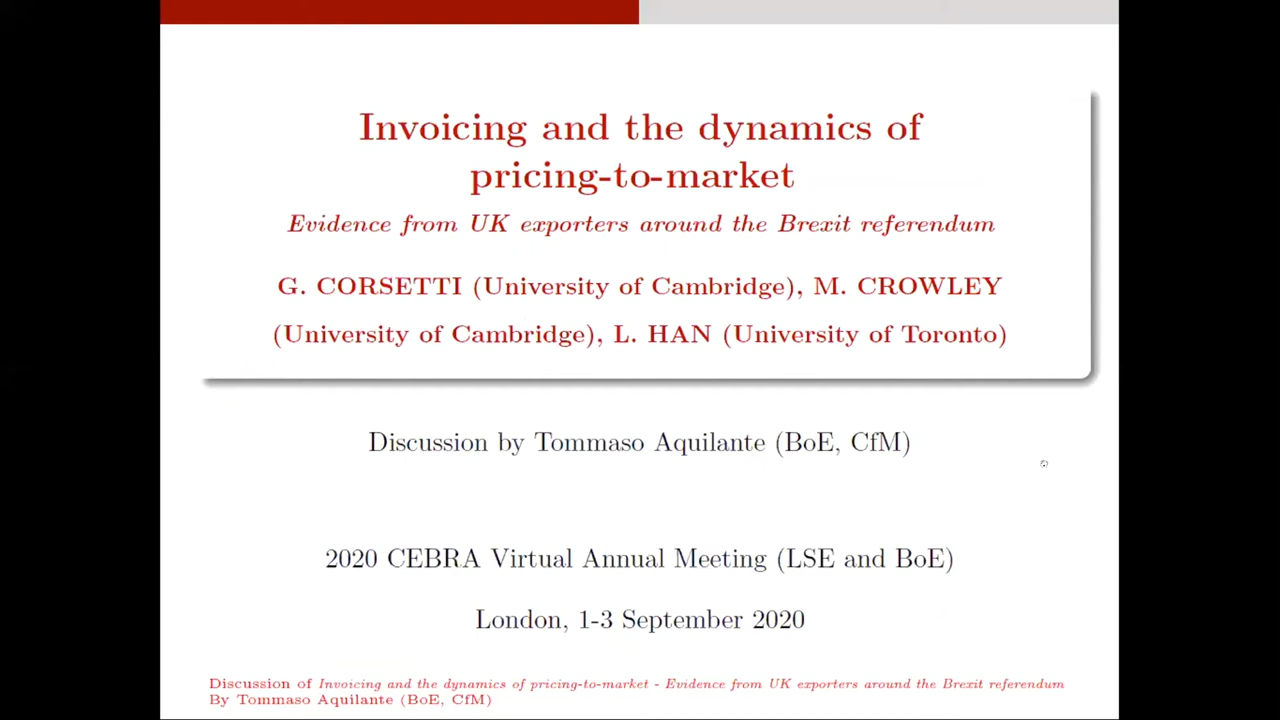 Invoicing and the dynamics of
pricing-to-market
Evidence from UK exporters around the Brexit referendum
G. CORSETTI (University of Cambridge), M. CROWLEY
(University of Cambridge), L. HAN (University of Toronto)
Discussion by Tommaso Aquilante (BoE, CfM)
2020 CEBRA Virtual Annual Meeting (LSE and BoE)
London, 1-3 September 2020
Discussion of Invoicing and the dynamics of pricing-to-market - Evidence from UK exporters around the Brexit referendum
By Tommaso Aquilante (BoE, CfM)